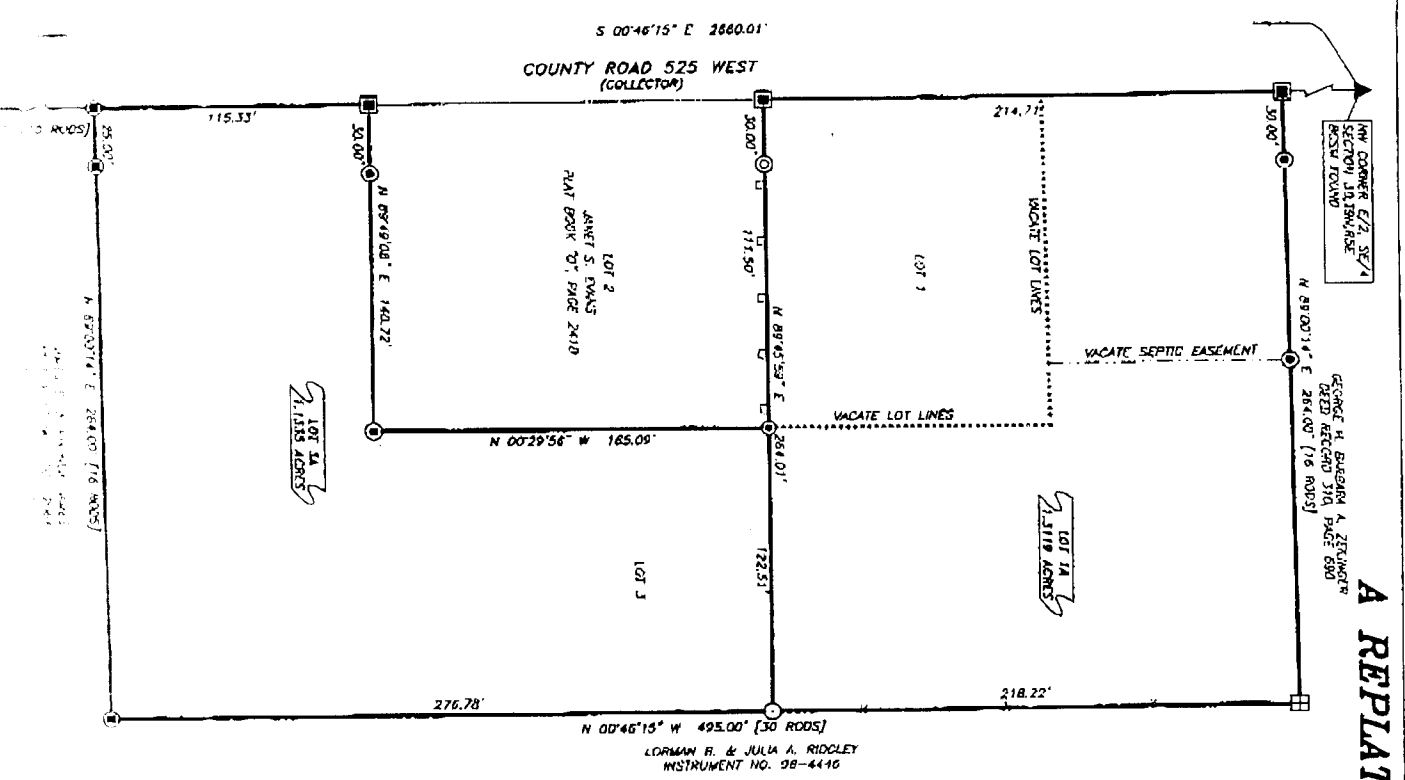 S 00°46'15" E 2660.01'
COUNTY ROAD 525 WEST
(COLLECTOR)
RODS]
115.33'
214.71'
25.00'
30.00'
30.00'
30.00'
NW CORNER E/2, SE/4
SECTION
FOUND
N 89°49'08" E 140.72'
LOT 2
JANET S. EVANS
PLAT BOOK "O", PAGE 241D
111.50'
N 89°45'59" E
264.01'
LOT 1
VACATE LOT LINES
VACATE SEPTIC EASEMENT
VACATE LOT LINES
N 89°00'14" E 264.00' [16 RODS]
GEORGE H. BARBARA A.
DEED RECORD 310, PAGE 690
N 89°00'14" E 264.00 [16 RODS]
LOT 3A
1.1335 ACRES
N 00°29'56" W 165.09'
LOT 1A
1.3119 ACRES
122.51'
LOT 3
276.78'
218.22'
N 00°46'15" W 495.00' [30 RODS]
LORMAN R. & JULIA A. RIDGLEY
INSTRUMENT NO. 98-4446
A REPLAT